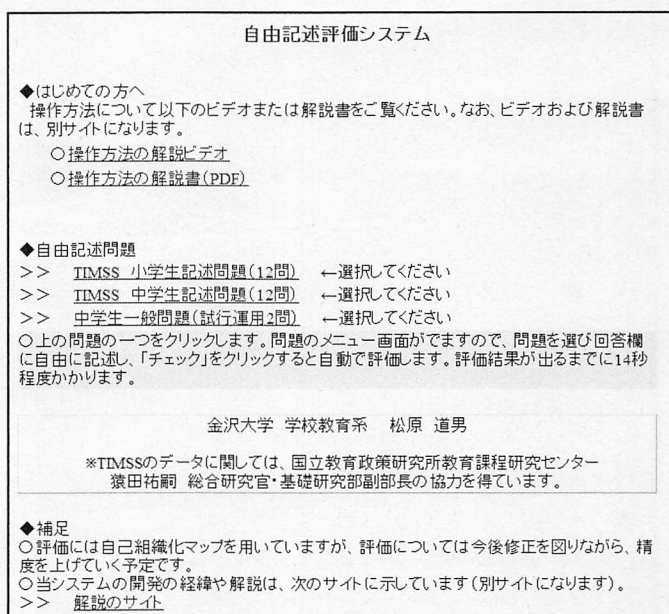 自由記述評価システム
◆はじめての方へ
操作方法について以下のビデオまたは解説書をご覧ください。なお、ビデオおよび解説書
は、別サイトになります。
○操作方法の解説ビデオ
○操作方法の解説書(PDF)
◆自由記述問題
>> TIMSS 小学生記述問題(12問) ←選択してください
>> TIMSS 中学生記述問題(12問) ←選択してください
>> 中学生一般問題(試行運用2問) ←選択してください
○上の問題の一つをクリックします。問題のメニュー画面がでますので、問題を選び回答欄
に自由に記述し、「チェック」をクリックすると自動で評価します。評価結果が出るまでに14秒
程度かかります。
金沢大学 学校教育系 松原 道男
※TIMSSのデータに関しては、国立教育政策研究所教育課程研究センター
猿田祐嗣 総合研究官・基礎研究部副部長の協力を得ています。
◆補足
○評価には自己組織化マップを用いていますが、評価については今後修正を図りながら、精
度を上げていく予定です。
○当システムの開発の経緯や解説は、次のサイトに示しています(別サイトになります)。
>> 解説のサイト